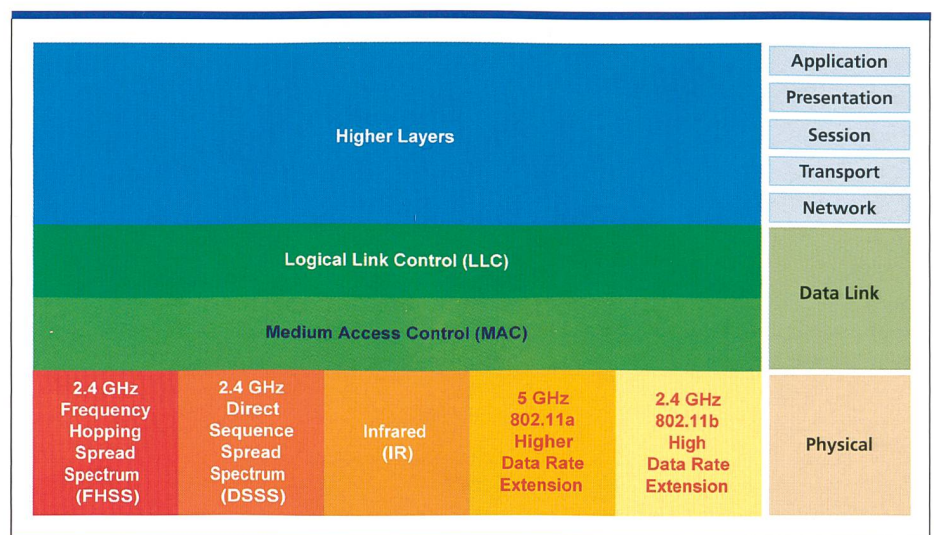 Higher Layers
Logical Link Control (LLC)
Medium Access Control (MAC)
2.4 GHz
Frequency
Hopping
Spread
Spectrum
(FHSS)
2.4 GHz
Direct
Sequence
Spread
Spectrum
(DSSS)
Infrared
(IR)
5 GHz
802.11a
Higher
Data Rate
Extension
2.4 GHz
802.11b
High
Data Rate
Extension
Application
Presentation
Session
Transport
Network
Data Link
Physical